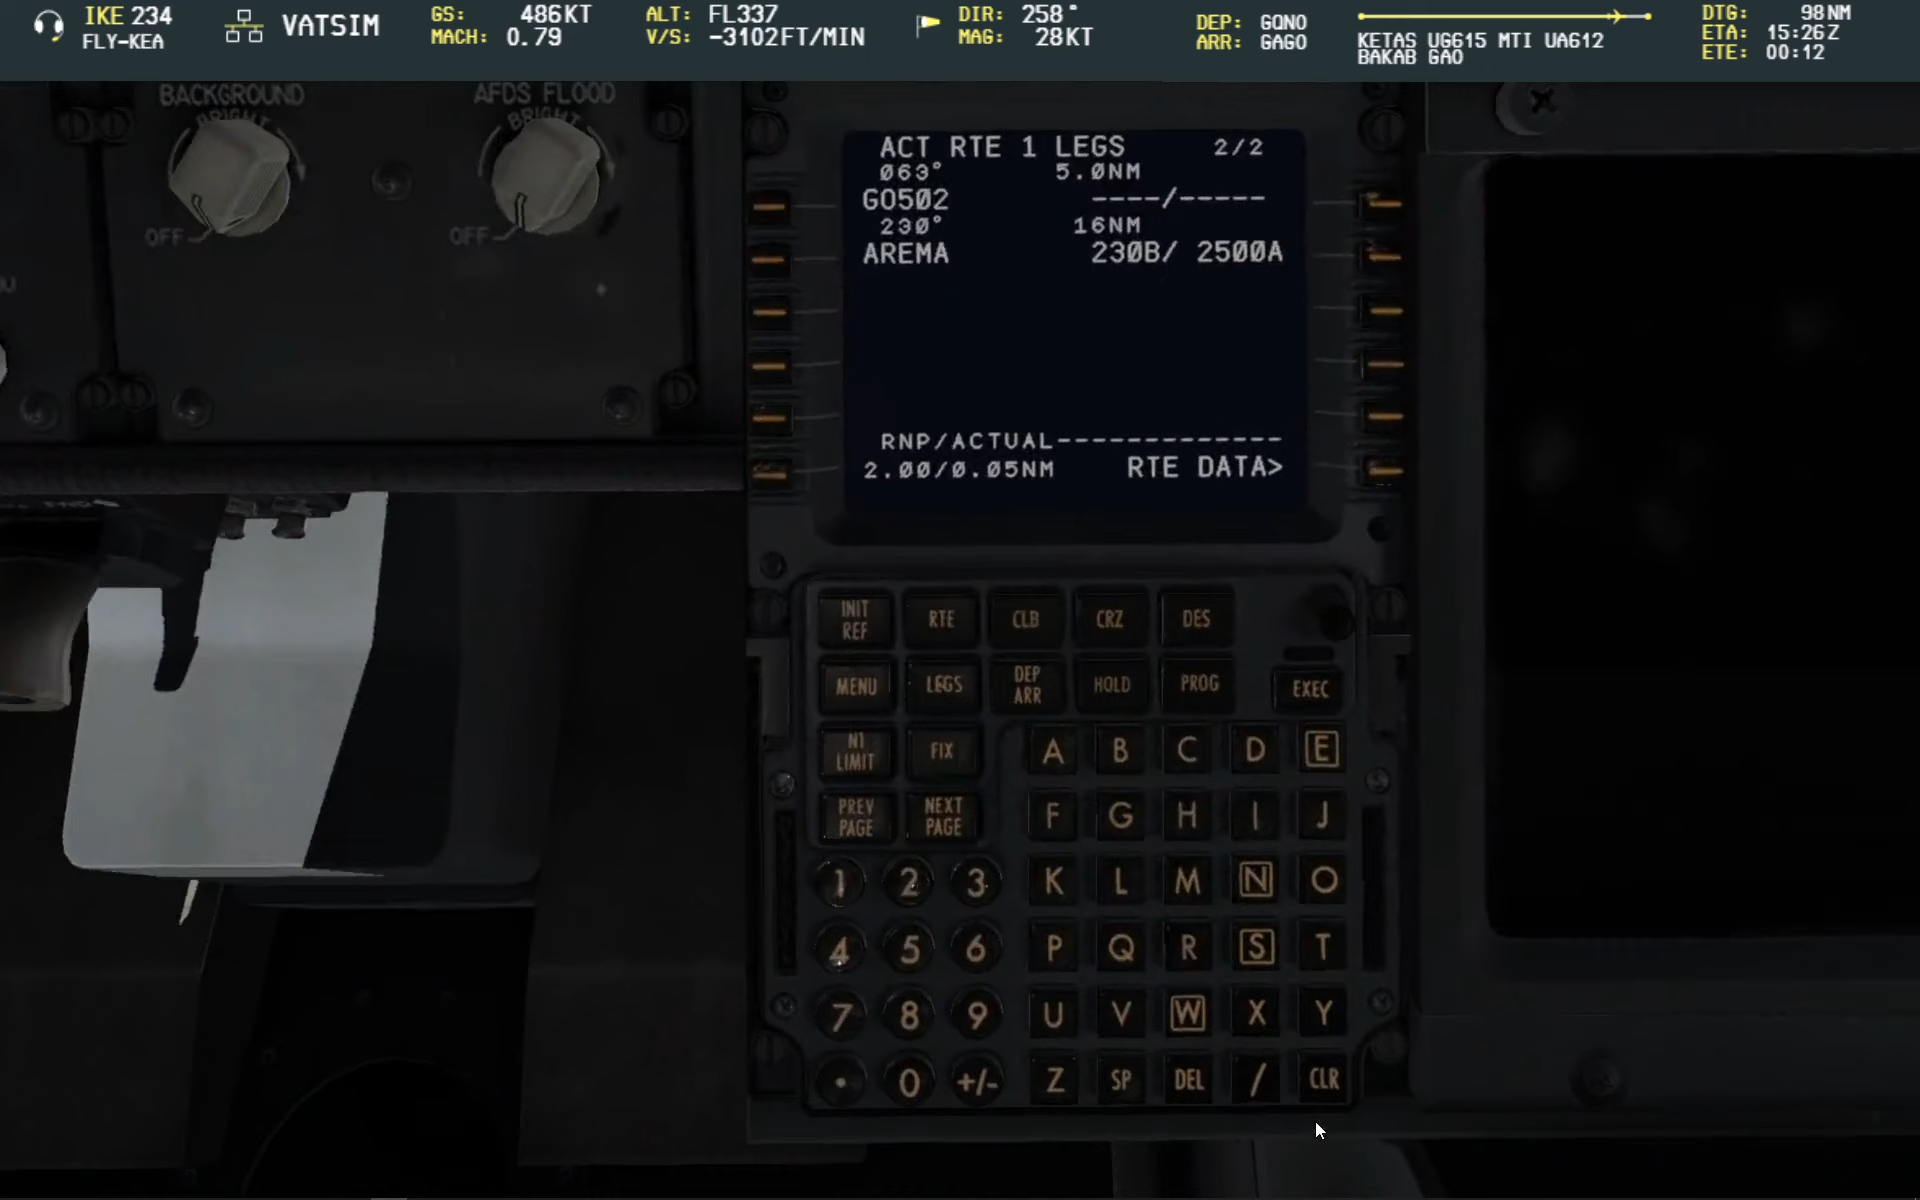 IKE 234
FLY-KEA
VATSIM
GS: 486KT
MACH: 0.79
ALT: FL337
V/S: -3102FT/MIN
DIR: 258°
MAG: 28KT
DEP: GQNO
ARR: GAGO
KETAS UG615 MTI UA612
BAKAB GAO
DTG: 98NM
ETA: 15:26Z
ETE: 00:12
BACKGROUND
BRIGHT
OFF
AFDS FLOOD
BRIGHT
OFF
ACT RTE 1 LEGS 2/2
063° 5.0NM
GO502 ----/-----
230° 16NM
AREMA 230B/ 2500A
RNP/ACTUAL-------------
2.00/0.05NM RTE DATA>
INIT REF RTE CLB CRZ DES
MENU LEGS DEP ARR HOLD PROG EXEC
N1 LIMIT FIX A B C D E
PREV PAGE NEXT PAGE F G H I J
1 2 3 K L M N O
4 5 6 P Q R S T
7 8 9 U V W X Y
. 0 +/- Z SP DEL / CLR